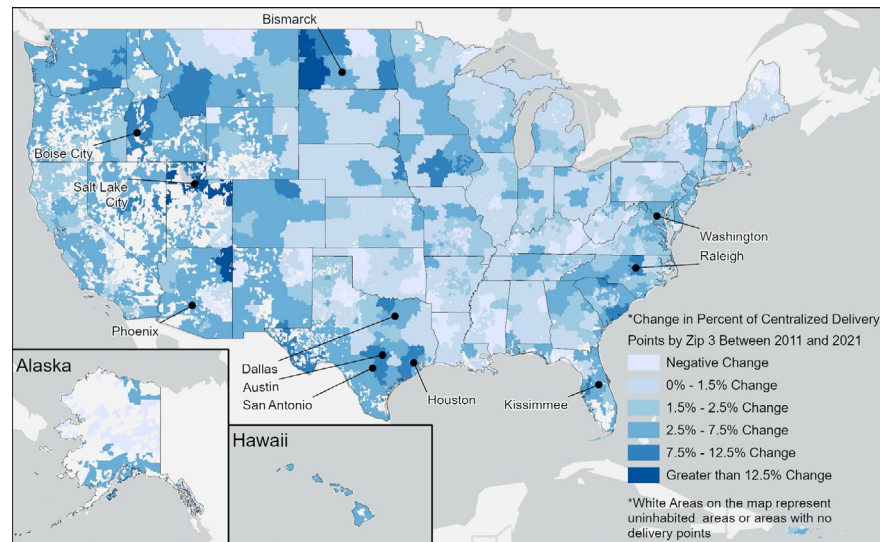 Bismarck
Boise City
Salt Lake
City
Washington
Raleigh
Phoenix
Dallas
Austin
San Antonio
Houston
Kissimmee
Alaska
Hawaii
*Change in Percent of Centralized Delivery
Points by Zip 3 Between 2011 and 2021
Negative Change
0% - 1.5% Change
1.5% - 2.5% Change
2.5% - 7.5% Change
7.5% - 12.5% Change
Greater than 12.5% Change
*White Areas on the map represent
uninhabited areas or areas with no
delivery points